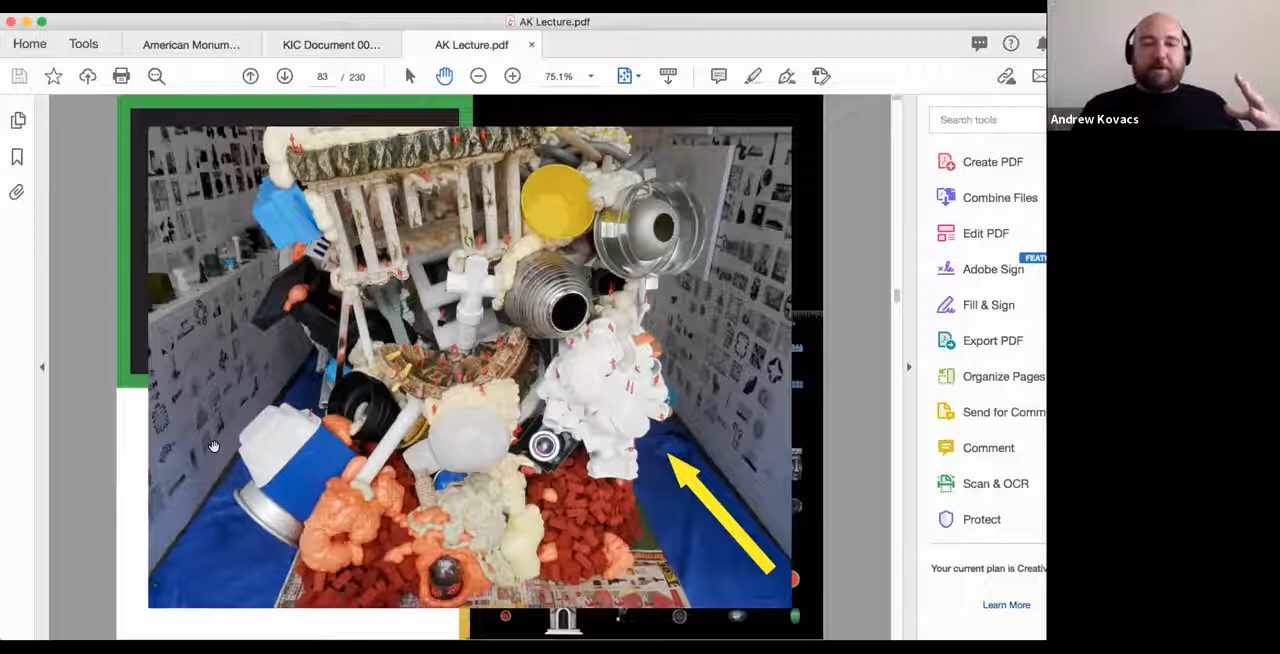 AK Lecture.pdf
Home
Tools
American Monum...
KIC Document 00...
AK Lecture.pdf
×
83 / 230
75.1%
Search tools
Create PDF
Combine Files
Edit PDF
FEAT
Adobe Sign
Fill & Sign
Export PDF
Organize Pages
Send for Comm
Comment
Scan & OCR
Protect
Your current plan is Creativ
Learn More
Andrew Kovacs